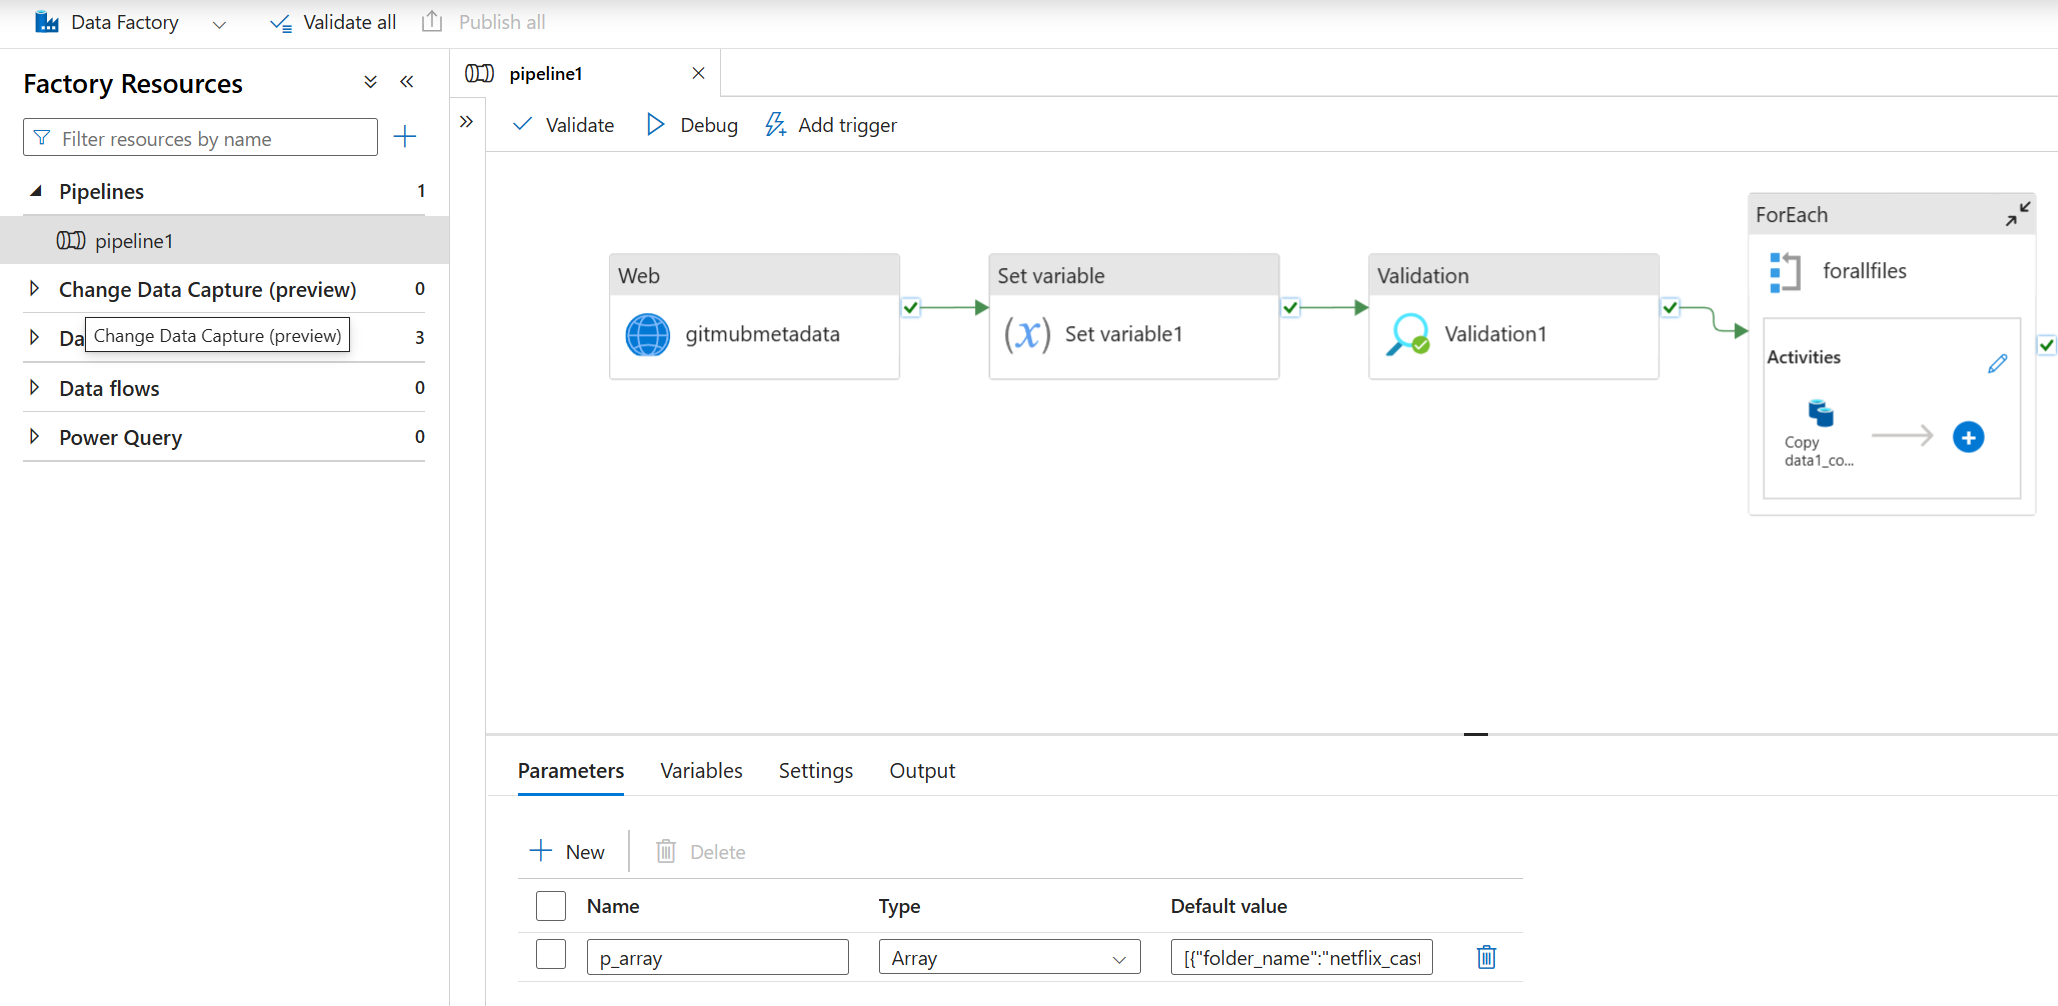 Data Factory
Validate all
Publish all
Factory Resources
Filter resources by name
Pipelines 1
pipeline1
Change Data Capture (preview) 0
Da 3
Change Data Capture (preview)
Data flows 0
Power Query 0
pipeline1
Validate
Debug
Add trigger
Web
gitmubmetadata
Set variable
(x) Set variable1
Validation
Validation1
ForEach
forallfiles
Activities
Copy
data1_co...
Parameters
Variables
Settings
Output
New
Delete
Name Type Default value
p_array Array [{"folder_name":"netflix_cast